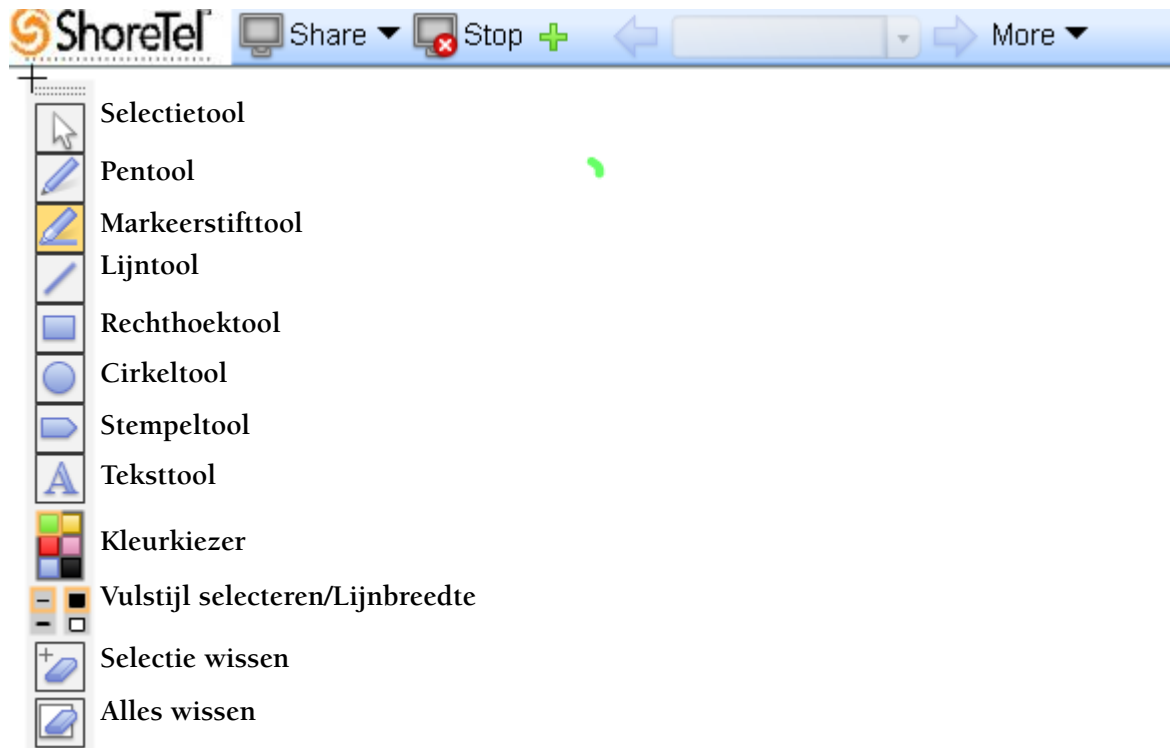 ShoreTel Share Stop More
Selectietool
Pentool
Markeerstifttool
Lijntool
Rechthoektool
Cirkeltool
Stempeltool
Teksttool
Kleurkiezer
Vulstijl selecteren/Lijnbreedte
Selectie wissen
Alles wissen